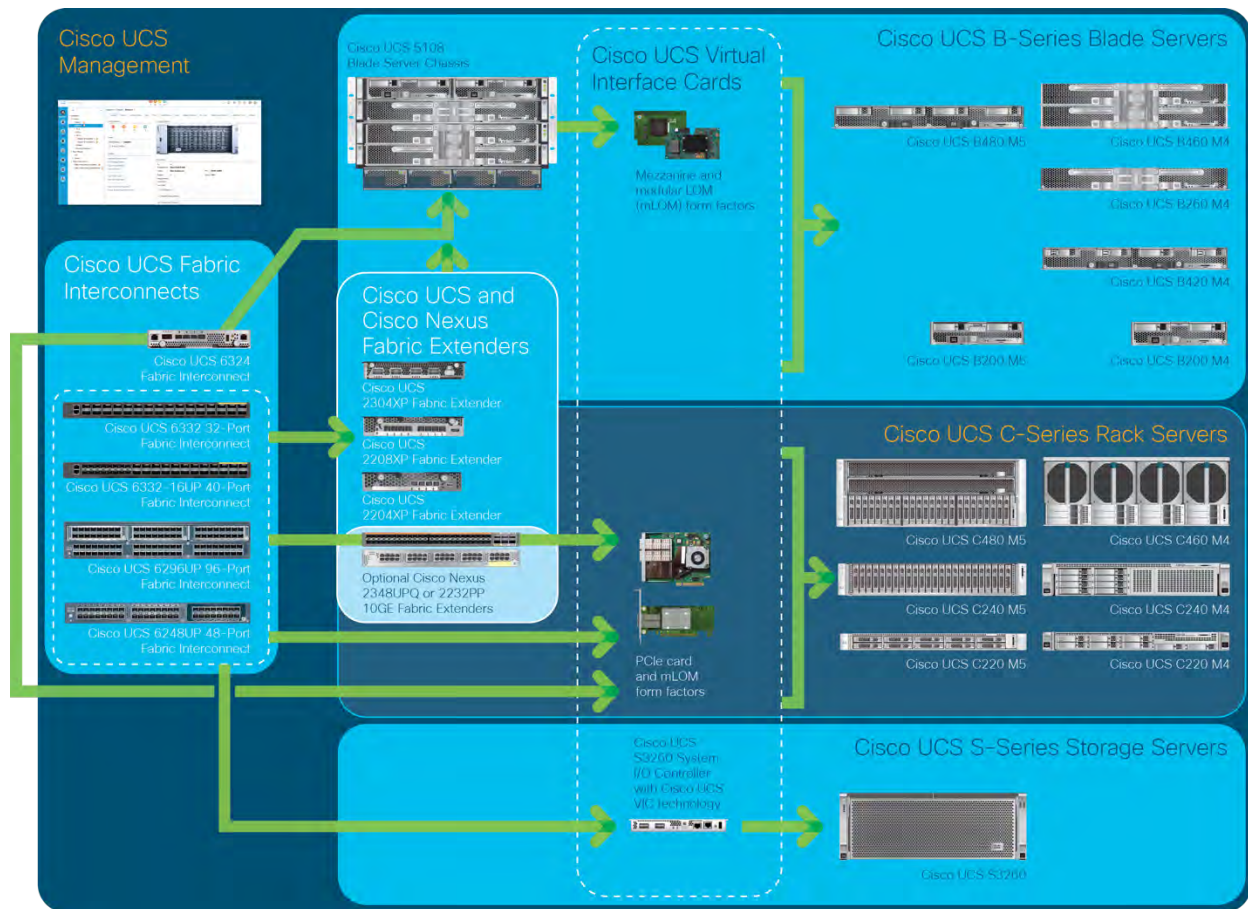 Cisco UCS
Management
Cisco UCS Fabric
Interconnects
Cisco UCS 6324
Fabric Interconnect
Cisco UCS 6332 32-Port
Fabric Interconnect
Cisco UCS 6332-16UP 40-Port
Fabric Interconnect
Cisco UCS 6296UP 96-Port
Fabric Interconnect
Cisco UCS 6248UP 48-Port
Fabric Interconnect
Cisco UCS 5108
Blade Server Chassis
Cisco UCS and
Cisco Nexus
Fabric Extenders
Cisco UCS
2304XP Fabric Extender
Cisco UCS
2208XP Fabric Extender
Cisco UCS
2204XP Fabric Extender
Optional Cisco Nexus
2348UPQ or 2232PP
10GE Fabric Extenders
Cisco UCS Virtual
Interface Cards
Mezzanine and
modular LOM
(mLOM) form factors
PCIe card
and mLOM
form factors
Cisco UCS
S3260 System
I/O Controller
with Cisco UCS
VIC technology
Cisco UCS B-Series Blade Servers
Cisco UCS B480 M5
Cisco UCS B460 M4
Cisco UCS B260 M4
Cisco UCS B420 M4
Cisco UCS B200 M5
Cisco UCS B200 M4
Cisco UCS C-Series Rack Servers
Cisco UCS C480 M5
Cisco UCS C460 M4
Cisco UCS C240 M5
Cisco UCS C240 M4
Cisco UCS C220 M5
Cisco UCS C220 M4
Cisco UCS S-Series Storage Servers
Cisco UCS S3260